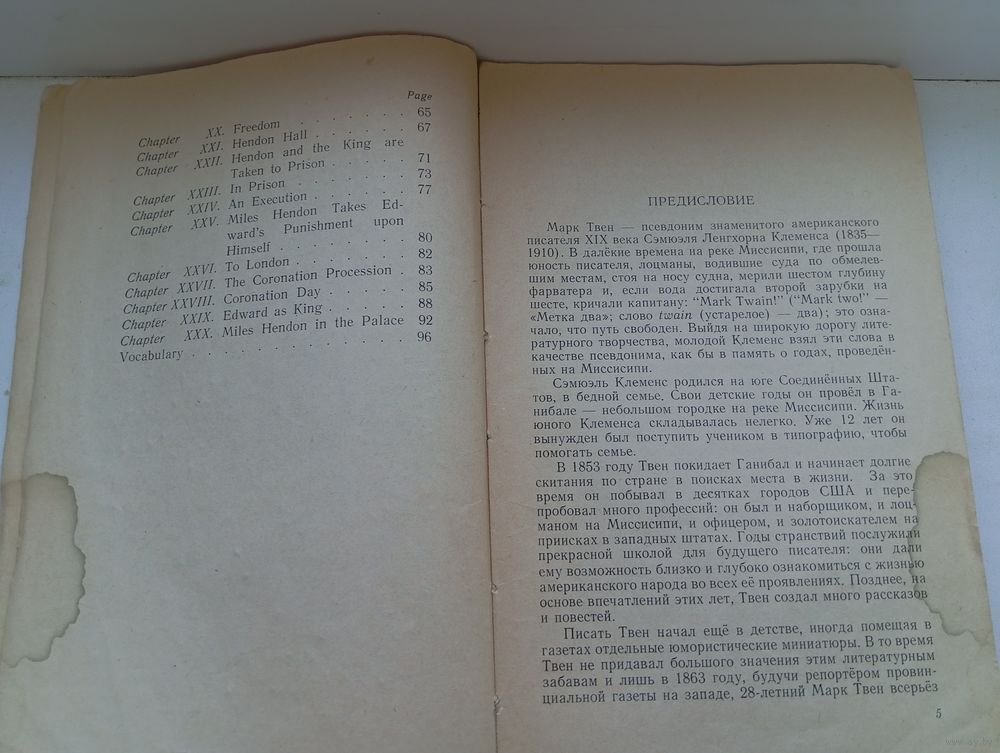 Page
Chapter XX. Freedom . . . . . . . . 65
Chapter XXI. Hendon Hall . . . . . . 67
Chapter XXII. Hendon and the King are
Taken to Prison . . . . . 71
Chapter XXIII. In Prison . . . . . . . 73
Chapter XXIV. An Execution . . . . . . 77
Chapter XXV. Miles Hendon Takes Ed-
ward's Punishment upon
Himself . . . . . . . 80
Chapter XXVI. To London . . . . . . . 82
Chapter XXVII. The Coronation Procession . 83
Chapter XXVIII. Coronation Day . . . . . 85
Chapter XXIX. Edward as King . . . . . 88
Chapter XXX. Miles Hendon in the Palace 92
Vocabulary . . . . . . . . . . . . 96
ПРЕДИСЛОВИЕ
Марк Твен — псевдоним знаменитого американского
писателя XIX века Сэмюэля Ленгхорна Клеменса (1835—
1910). В далёкие времена на реке Миссисипи, где прошла
юность писателя, лоцманы, водившие суда по обмелев-
шим местам, стоя на носу судна, мерили шестом глубину
фарватера и, если вода достигала второй зарубки на
шесте, кричали капитану: “Mark Twain!” (“Mark two!” —
«Метка два»; слово twain (устарелое) — два); это озна-
чало, что путь свободен. Выйдя на широкую дорогу лите-
ратурного творчества, молодой Клеменс взял эти слова в
качестве псевдонима, как бы в память о годах, проведён-
ных на Миссисипи.
Сэмюэль Клеменс родился на юге Соединённых Шта-
тов, в бедной семье. Свои детские годы он провёл в Га-
нибале — небольшом городке на реке Миссисипи. Жизнь
юного Клеменса складывалась нелегко. Уже 12 лет он
вынужден был поступить учеником в типографию, чтобы
помогать семье.
В 1853 году Твен покидает Ганибал и начинает долгие
скитания по стране в поисках места в жизни. За это
время он побывал в десятках городов США и пере-
пробовал много профессий: он был и наборщиком, и лоц-
маном на Миссисипи, и офицером, и золотоискателем на
приисках в западных штатах. Годы странствий послужили
прекрасной школой для будущего писателя: они дали
ему возможность близко и глубоко ознакомиться с жизнью
американского народа во всех её проявлениях. Позднее, на
основе впечатлений этих лет, Твен создал много рассказов
и повестей.
Писать Твен начал ещё в детстве, иногда помещая в
газетах отдельные юмористические миниатюры. В то время
Твен не придавал большого значения этим литературным
забавам и лишь в 1863 году, будучи репортёром провин-
циальной газеты на западе, 28-летний Марк Твен всерьёз
5